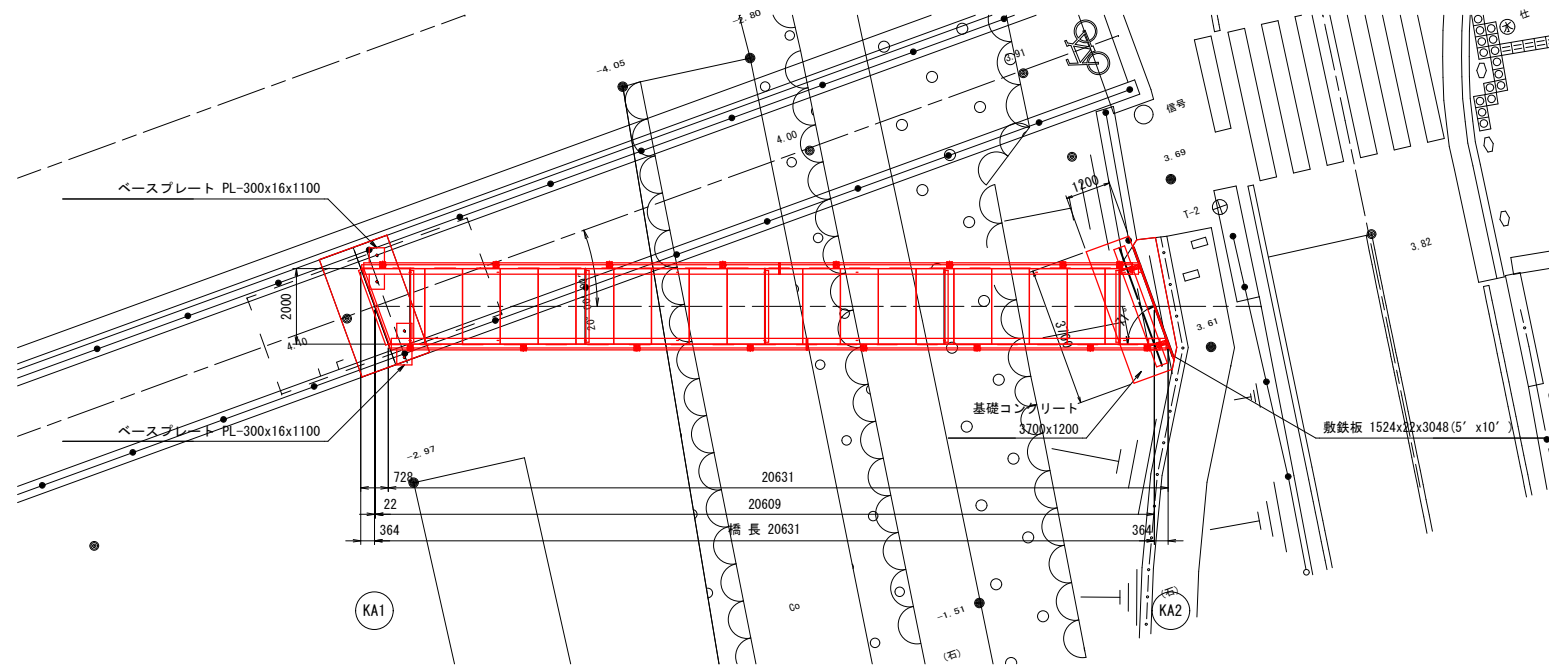 -2.80
仕
水
-4.05
3.91
信号
4.00
3.69
ベースプレート PL-300x16x1100
1200
T-2
3.82
2000
3700
3.61
4.10
基礎コンクリート
3700x1200
ベースプレート PL-300x16x1100
敷鉄板 1524x22x3048(5′x10′)
-2.97
728
20631
22
20609
364
橋 長 20631
364
KA1
Co
-1.51
(石)
(石)
KA2